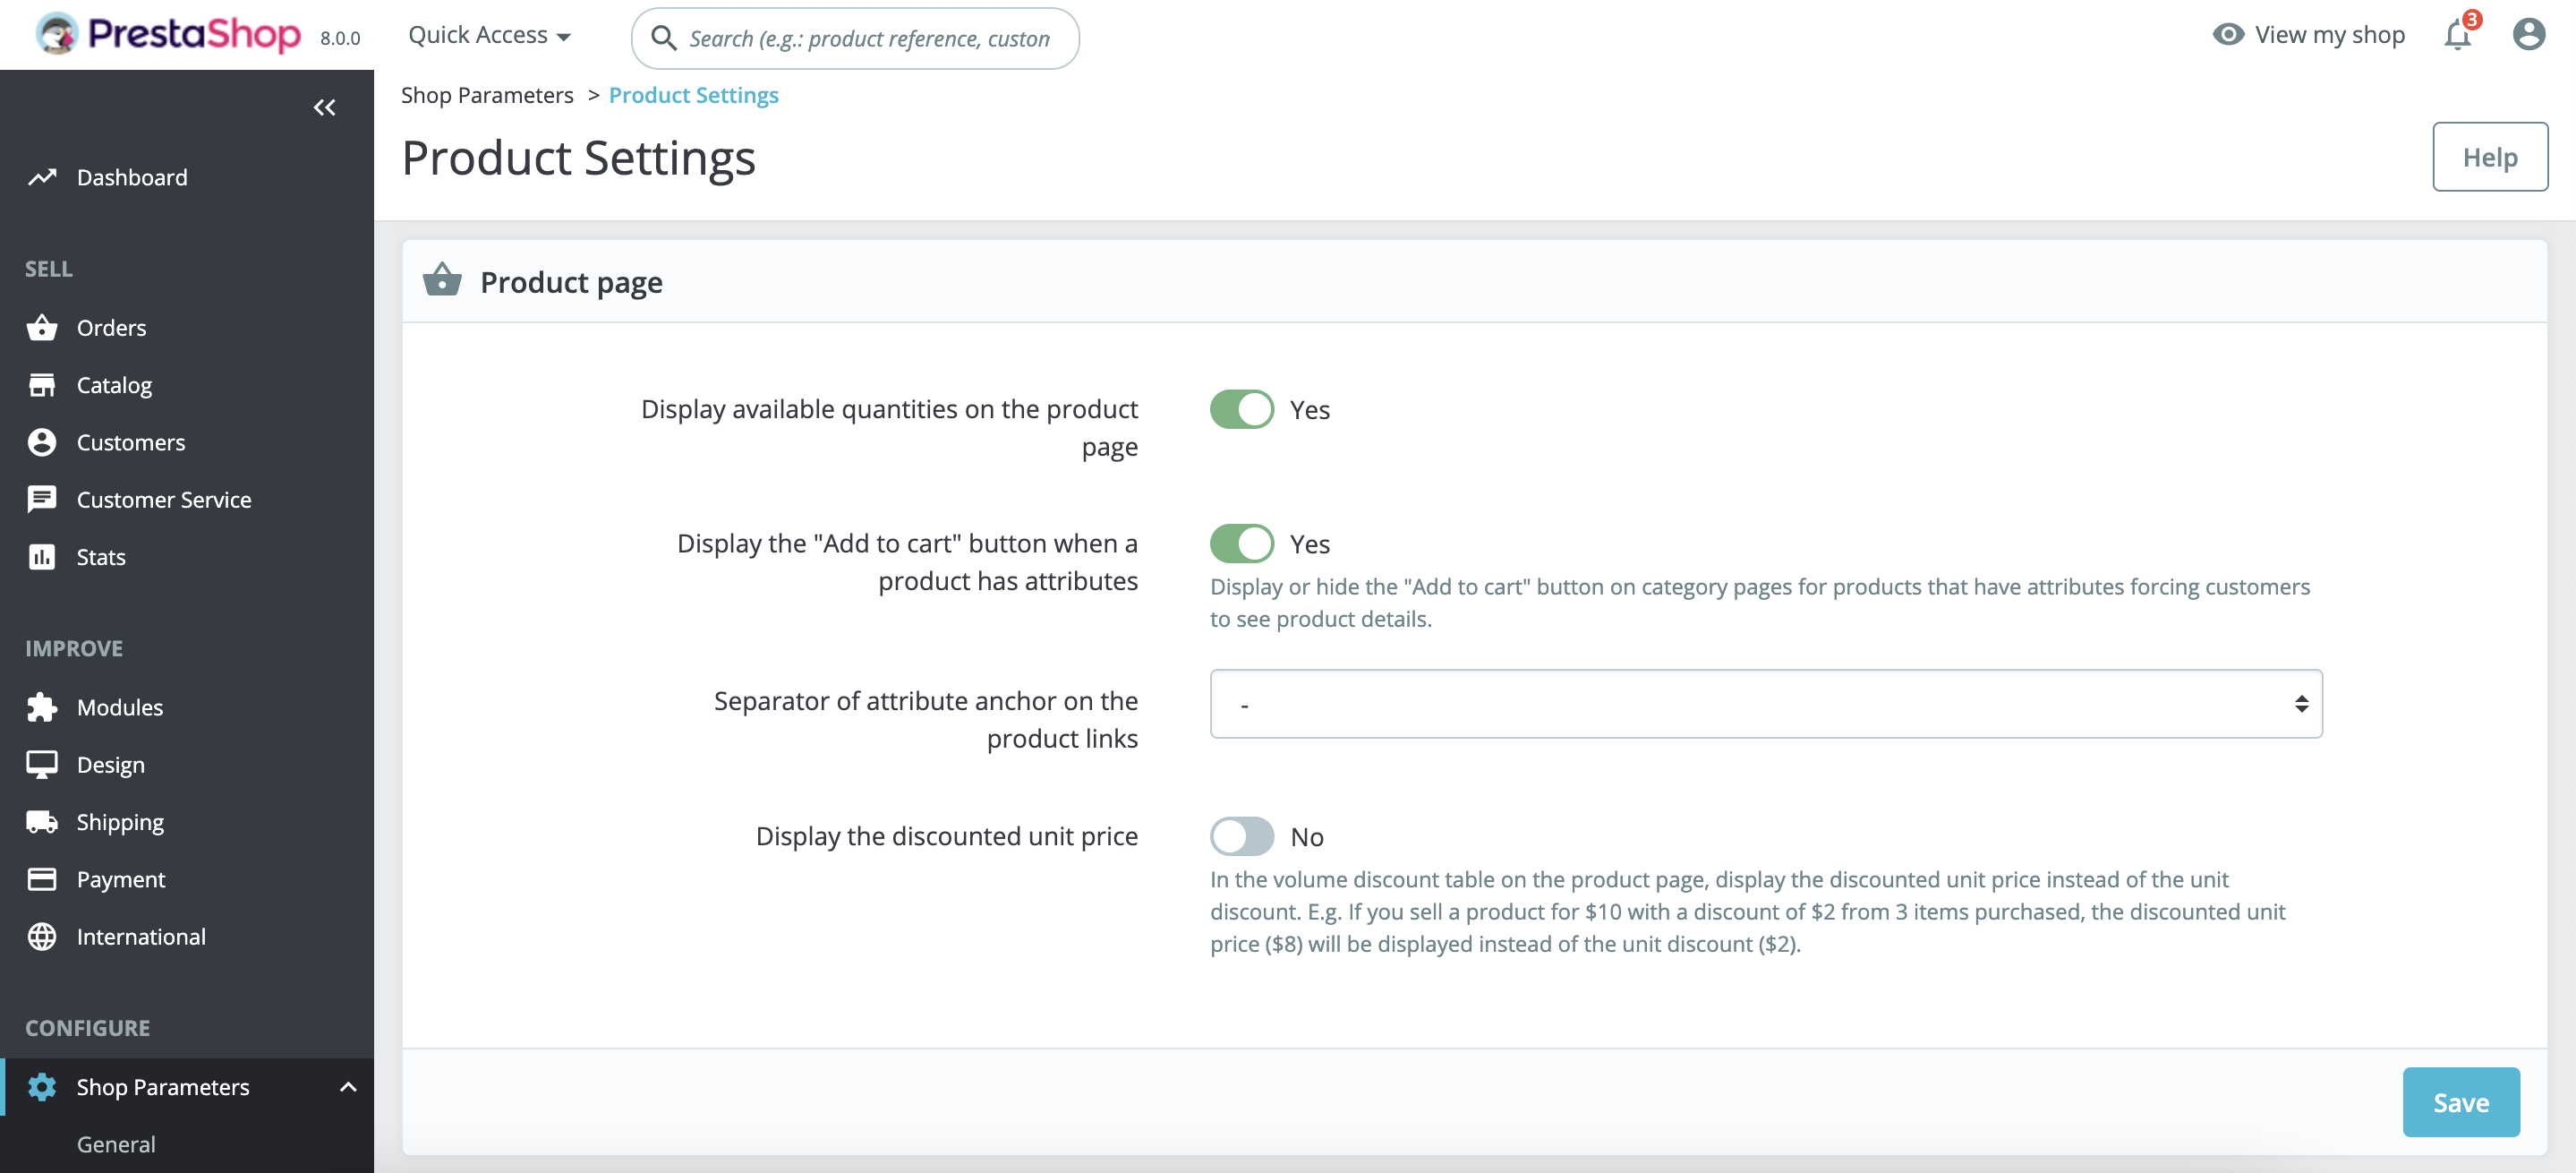 PrestaShop 8.0.0
Quick Access
Search (e.g.: product reference, custon
View my shop
3
Shop Parameters > Product Settings
Product Settings
Help
Dashboard
SELL
Orders
Catalog
Customers
Customer Service
Stats
IMPROVE
Modules
Design
Shipping
Payment
International
CONFIGURE
Shop Parameters
General
Product page
Display available quantities on the product
page
Yes
Display the "Add to cart" button when a
product has attributes
Yes
Display or hide the "Add to cart" button on category pages for products that have attributes forcing customers
to see product details.
Separator of attribute anchor on the
product links
-
Display the discounted unit price
No
In the volume discount table on the product page, display the discounted unit price instead of the unit
discount. E.g. If you sell a product for $10 with a discount of $2 from 3 items purchased, the discounted unit
price ($8) will be displayed instead of the unit discount ($2).
Save